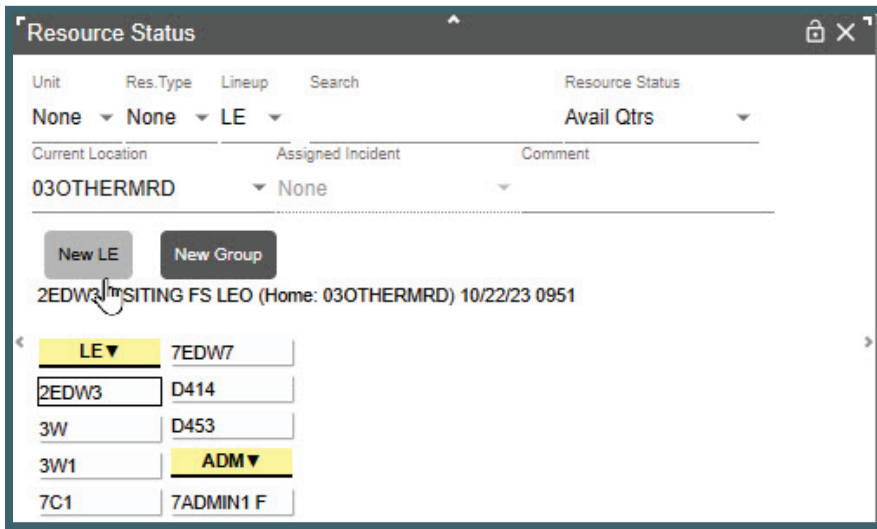 Resource Status
Unit Res.Type Lineup Search Resource Status
None None LE Avail Qtrs
Current Location Assigned Incident Comment
03OTHERMRD None
New LE New Group
2EDW3 SITING FS LEO (Home: 03OTHERMRD) 10/22/23 0951
LE▼ 7EDW7
2EDW3 D414
3W D453
3W1 ADM▼
7C1 7ADMIN1 F